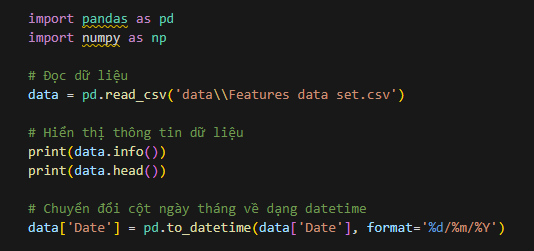 import pandas as pd
import numpy as np
# Đọc dữ liệu
data = pd.read_csv('data\\Features data set.csv')
# Hiển thị thông tin dữ liệu
print(data.info())
print(data.head())
# Chuyển đổi cột ngày tháng về dạng datetime
data['Date'] = pd.to_datetime(data['Date'], format='%d/%m/%Y')